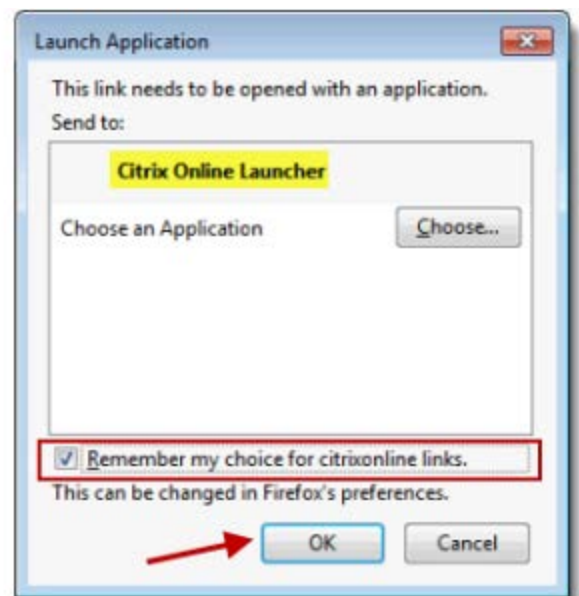 Launch Application
This link needs to be opened with an application.
Send to:
Citrix Online Launcher
Choose an Application
Choose...
Remember my choice for citrixonline links.
This can be changed in Firefox's preferences.
OK
Cancel